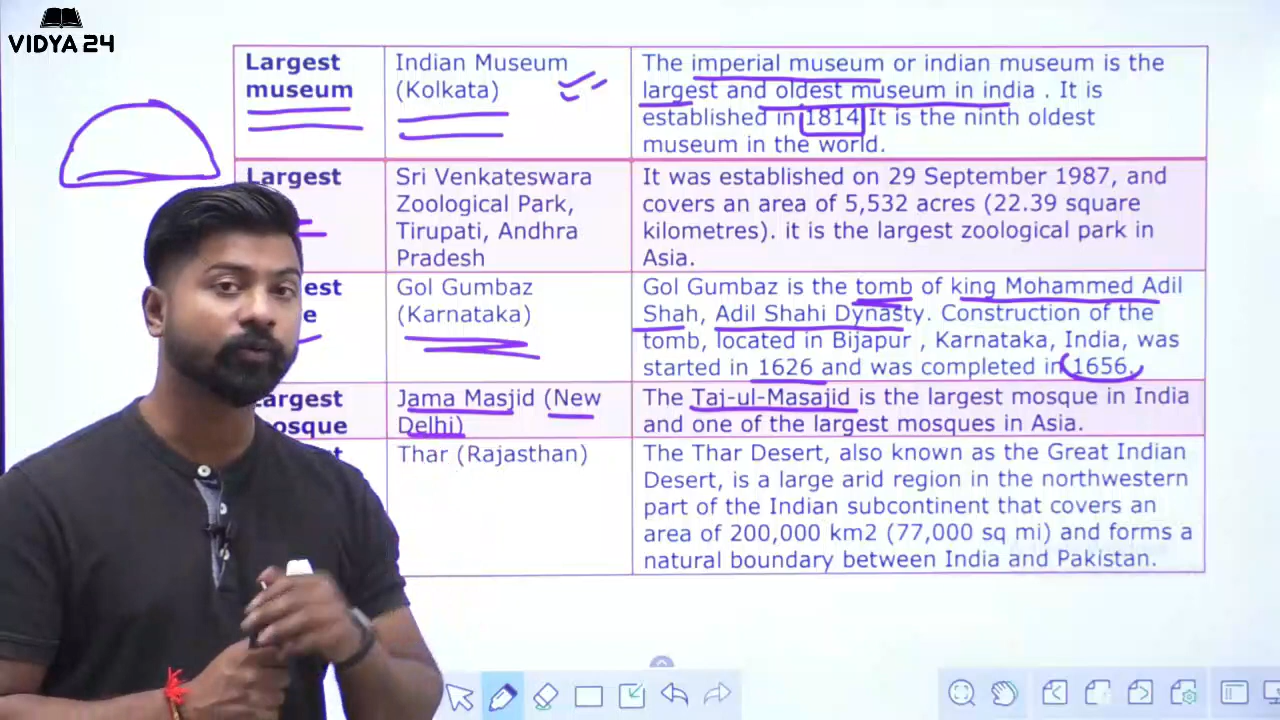 VIDYA 24
Largest museum
Indian Museum
(Kolkata)
The imperial museum or indian museum is the
largest and oldest museum in india . It is
established in 1814 It is the ninth oldest
museum in the world.
Largest
Sri Venkateswara
Zoological Park,
Tirupati, Andhra
Pradesh
It was established on 29 September 1987, and
covers an area of 5,532 acres (22.39 square
kilometres). it is the largest zoological park in
Asia.
est
e
Gol Gumbaz
(Karnataka)
Gol Gumbaz is the tomb of king Mohammed Adil
Shah, Adil Shahi Dynasty. Construction of the
tomb, located in Bijapur , Karnataka, India, was
started in 1626 and was completed in 1656.
Largest
mosque
Jama Masjid (New
Delhi)
The Taj-ul-Masajid is the largest mosque in India
and one of the largest mosques in Asia.
Thar (Rajasthan)
The Thar Desert, also known as the Great Indian
Desert, is a large arid region in the northwestern
part of the Indian subcontinent that covers an
area of 200,000 km2 (77,000 sq mi) and forms a
natural boundary between India and Pakistan.